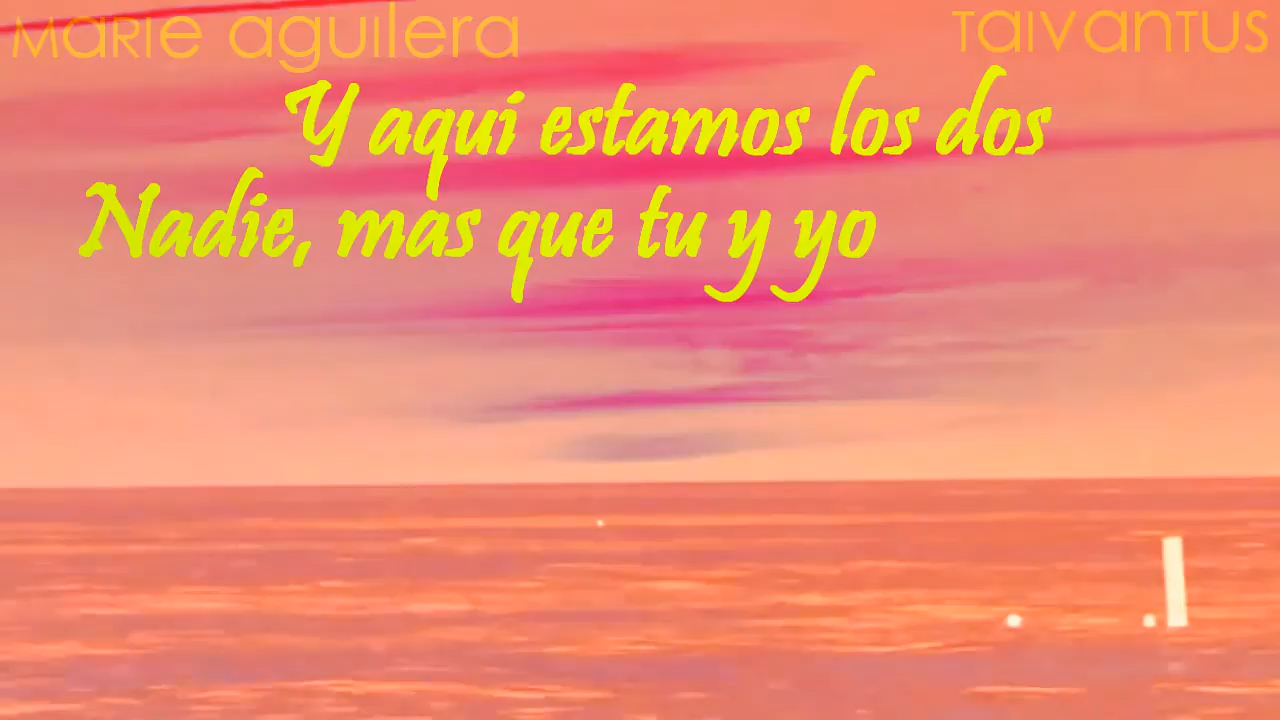 Marie aguilera
Taivantus
Y aqui estamos los dos
Nadie, mas que tu y yo